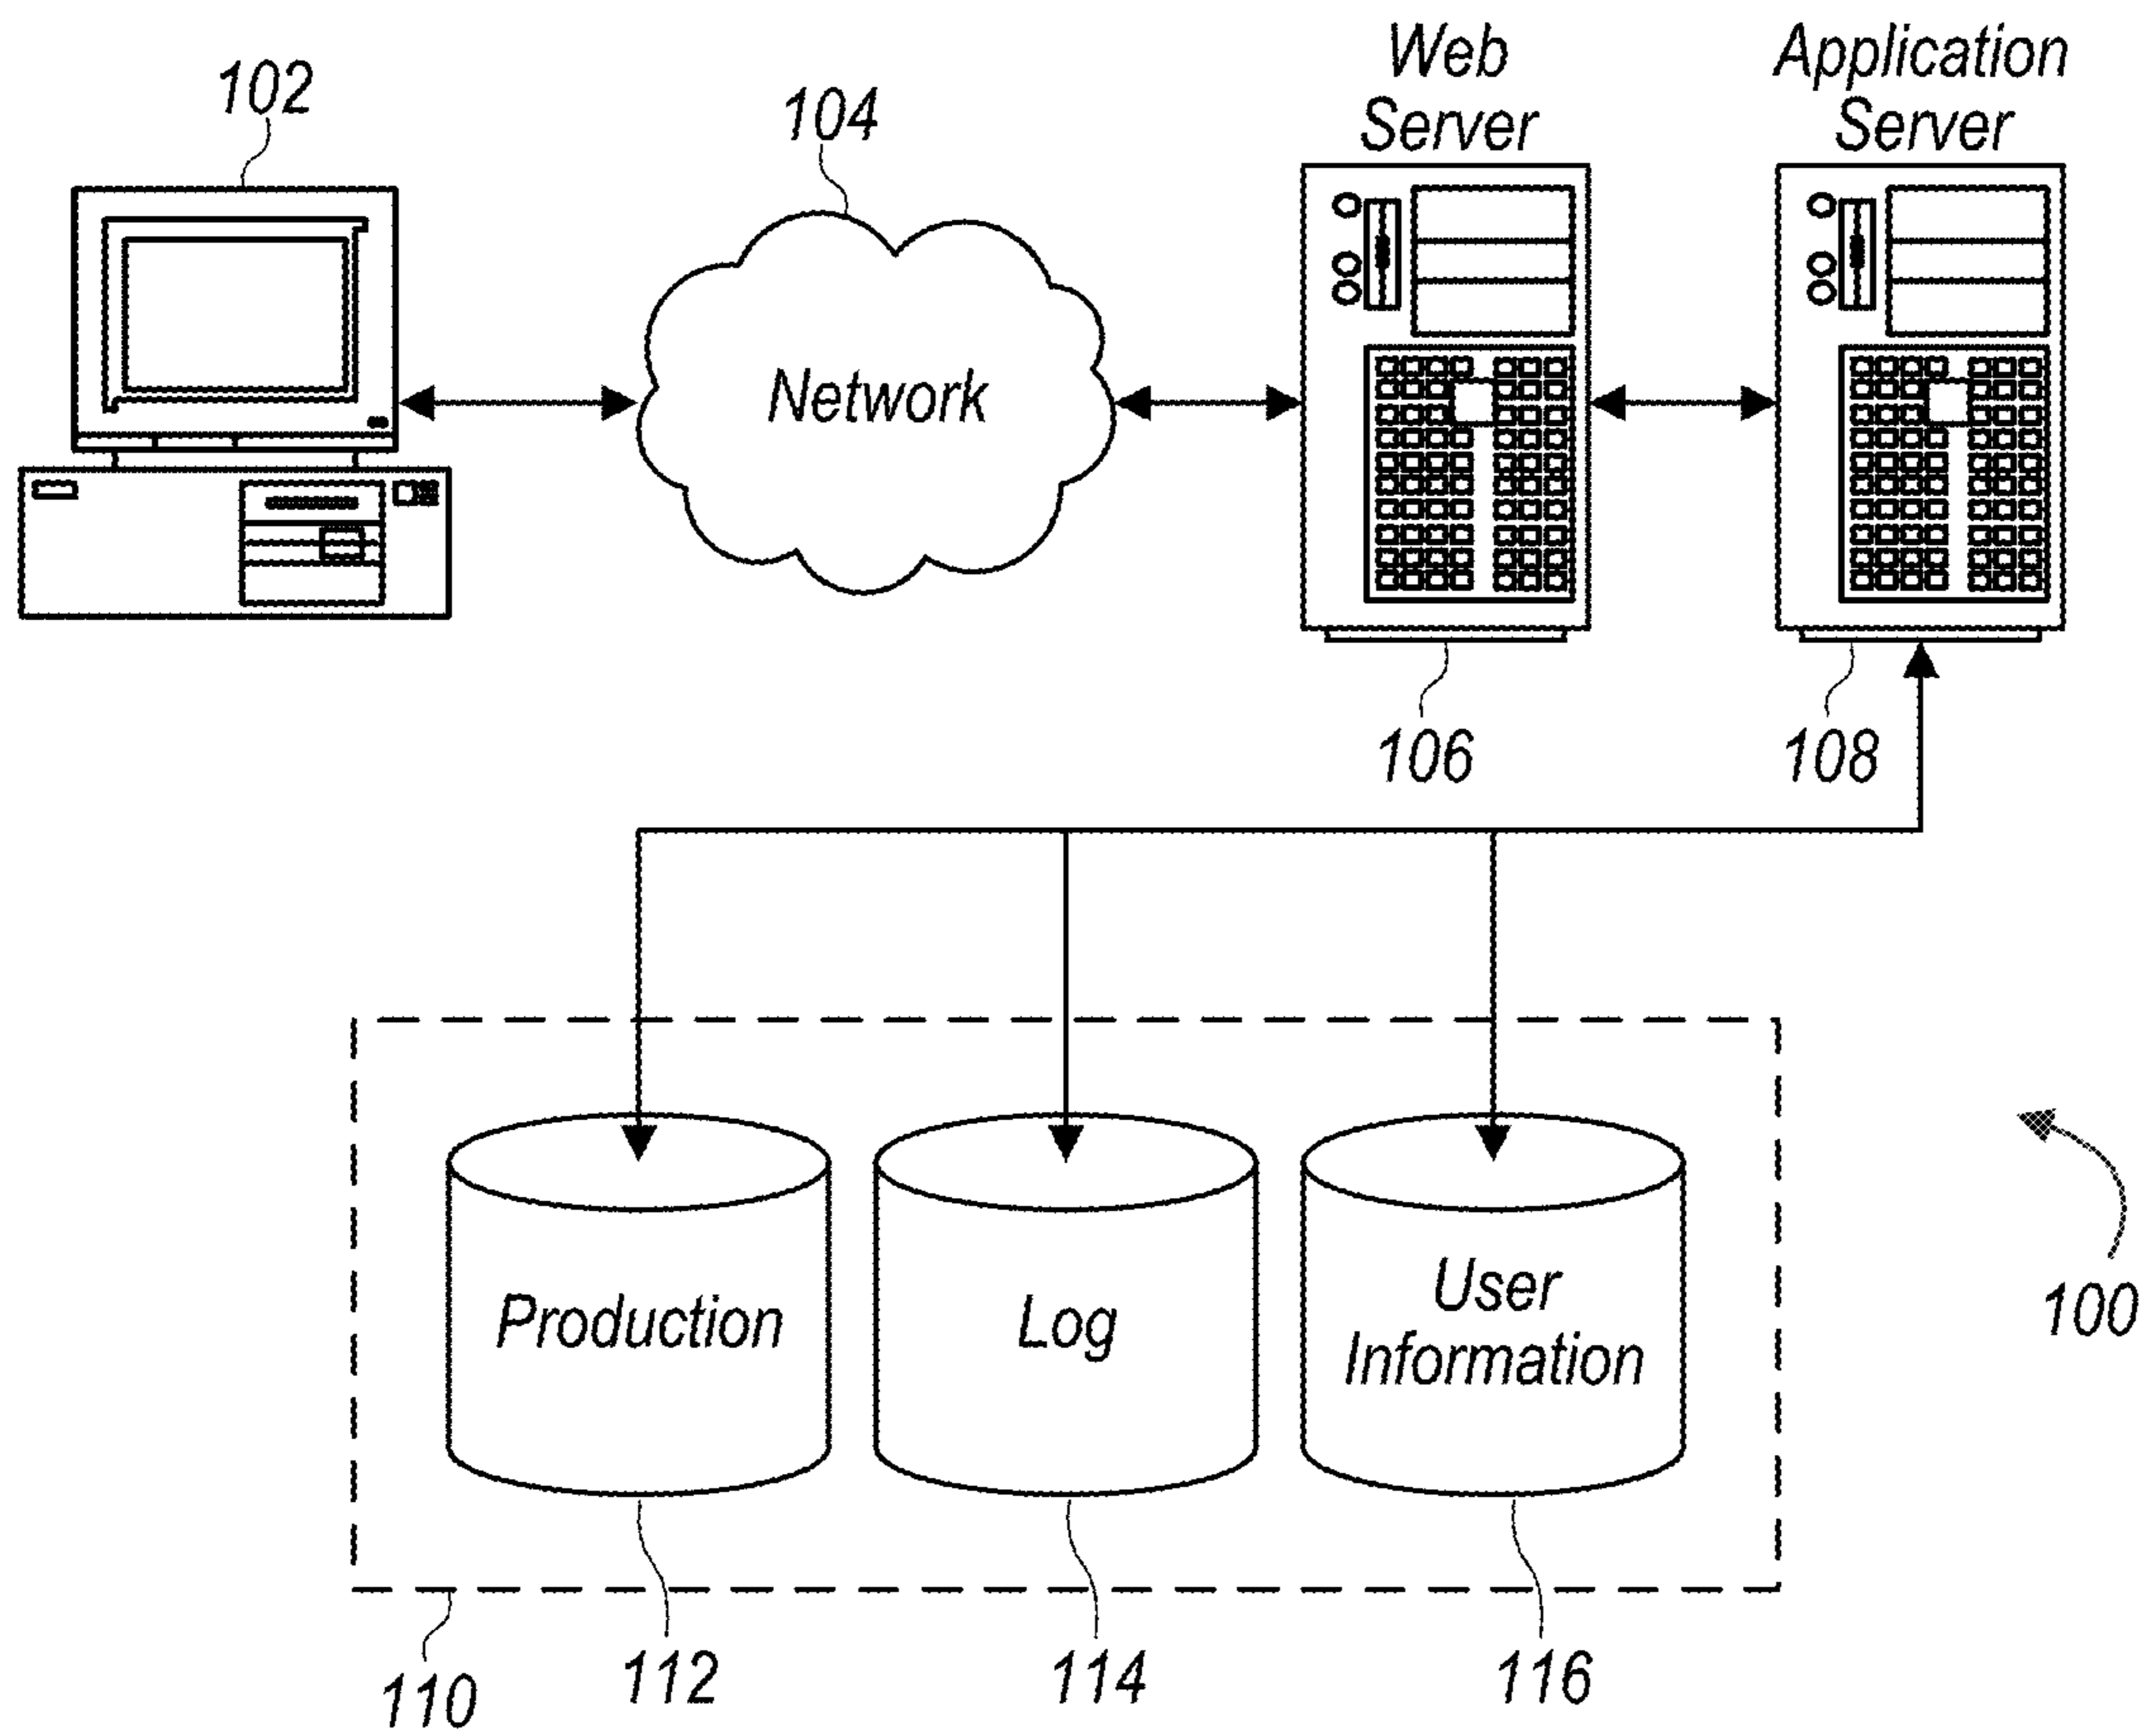 102
104
Web
Server
Application
Server
Network
106
108
Production
Log
User
Information
100
110
112
114
116